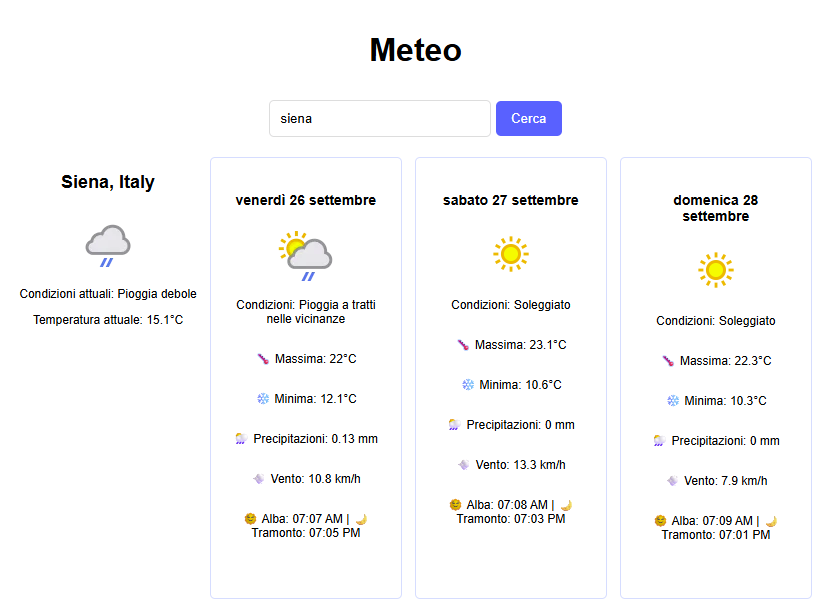 Meteo
siena
Cerca
Siena, Italy
Condizioni attuali: Pioggia debole
Temperatura attuale: 15.1°C
venerdì 26 settembre
Condizioni: Pioggia a tratti
nelle vicinanze
Massima: 22°C
Minima: 12.1°C
Precipitazioni: 0.13 mm
Vento: 10.8 km/h
Alba: 07:07 AM |
Tramonto: 07:05 PM
sabato 27 settembre
Condizioni: Soleggiato
Massima: 23.1°C
Minima: 10.6°C
Precipitazioni: 0 mm
Vento: 13.3 km/h
Alba: 07:08 AM |
Tramonto: 07:03 PM
domenica 28
settembre
Condizioni: Soleggiato
Massima: 22.3°C
Minima: 10.3°C
Precipitazioni: 0 mm
Vento: 7.9 km/h
Alba: 07:09 AM |
Tramonto: 07:01 PM